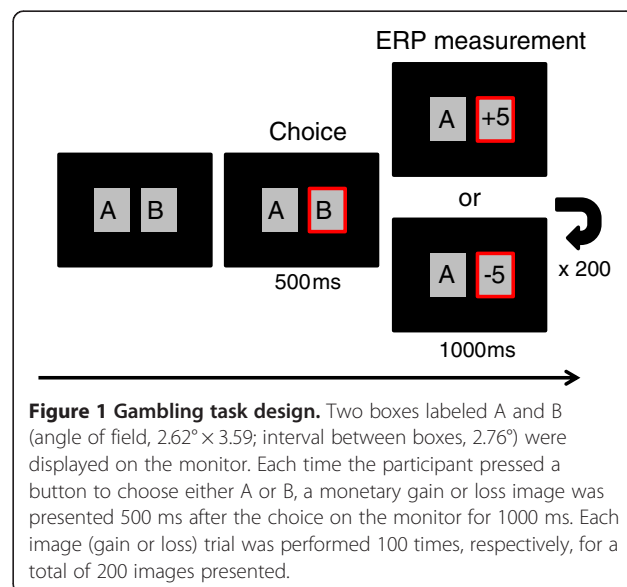 ERP measurement
A +5
Choice
A B
A B
or
500ms
A -5
x 200
1000ms
Figure 1 Gambling task design. Two boxes labeled A and B
(angle of field, 2.62° × 3.59; interval between boxes, 2.76°) were
displayed on the monitor. Each time the participant pressed a
button to choose either A or B, a monetary gain or loss image was
presented 500 ms after the choice on the monitor for 1000 ms. Each
image (gain or loss) trial was performed 100 times, respectively, for a
total of 200 images presented.